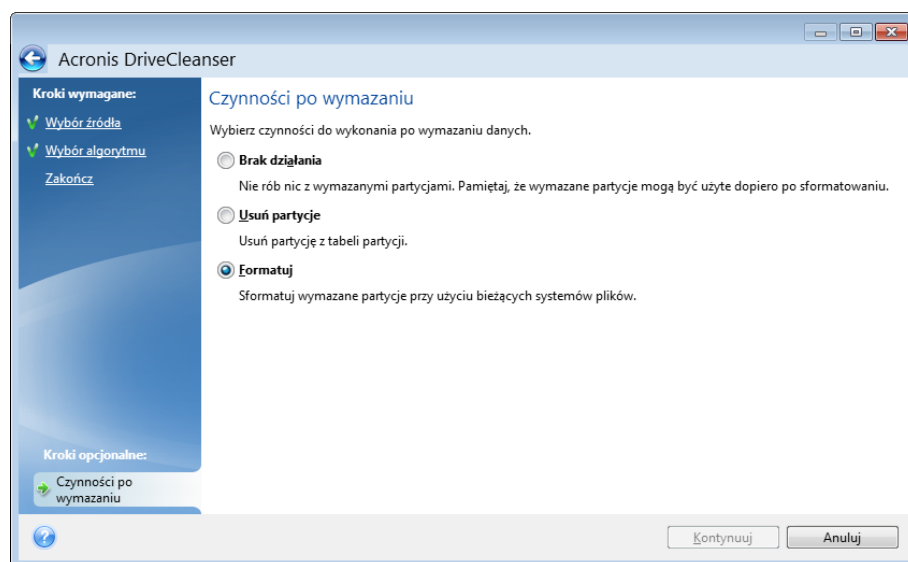 Acronis DriveCleanser
Kroki wymagane:
Wybór źródła
Wybór algorytmu
Zakończ
Kroki opcjonalne:
Czynności po
wymazaniu
Czynności po wymazaniu
Wybierz czynności do wykonania po wymazaniu danych.
Brak działania
Nie rób nic z wymazanymi partycjami. Pamiętaj, że wymazane partycje mogą być użyte dopiero po sformatowaniu.
Usuń partycje
Usuń partycję z tabeli partycji.
Formatuj
Sformatuj wymazane partycje przy użyciu bieżących systemów plików.
Kontynuuj
Anuluj